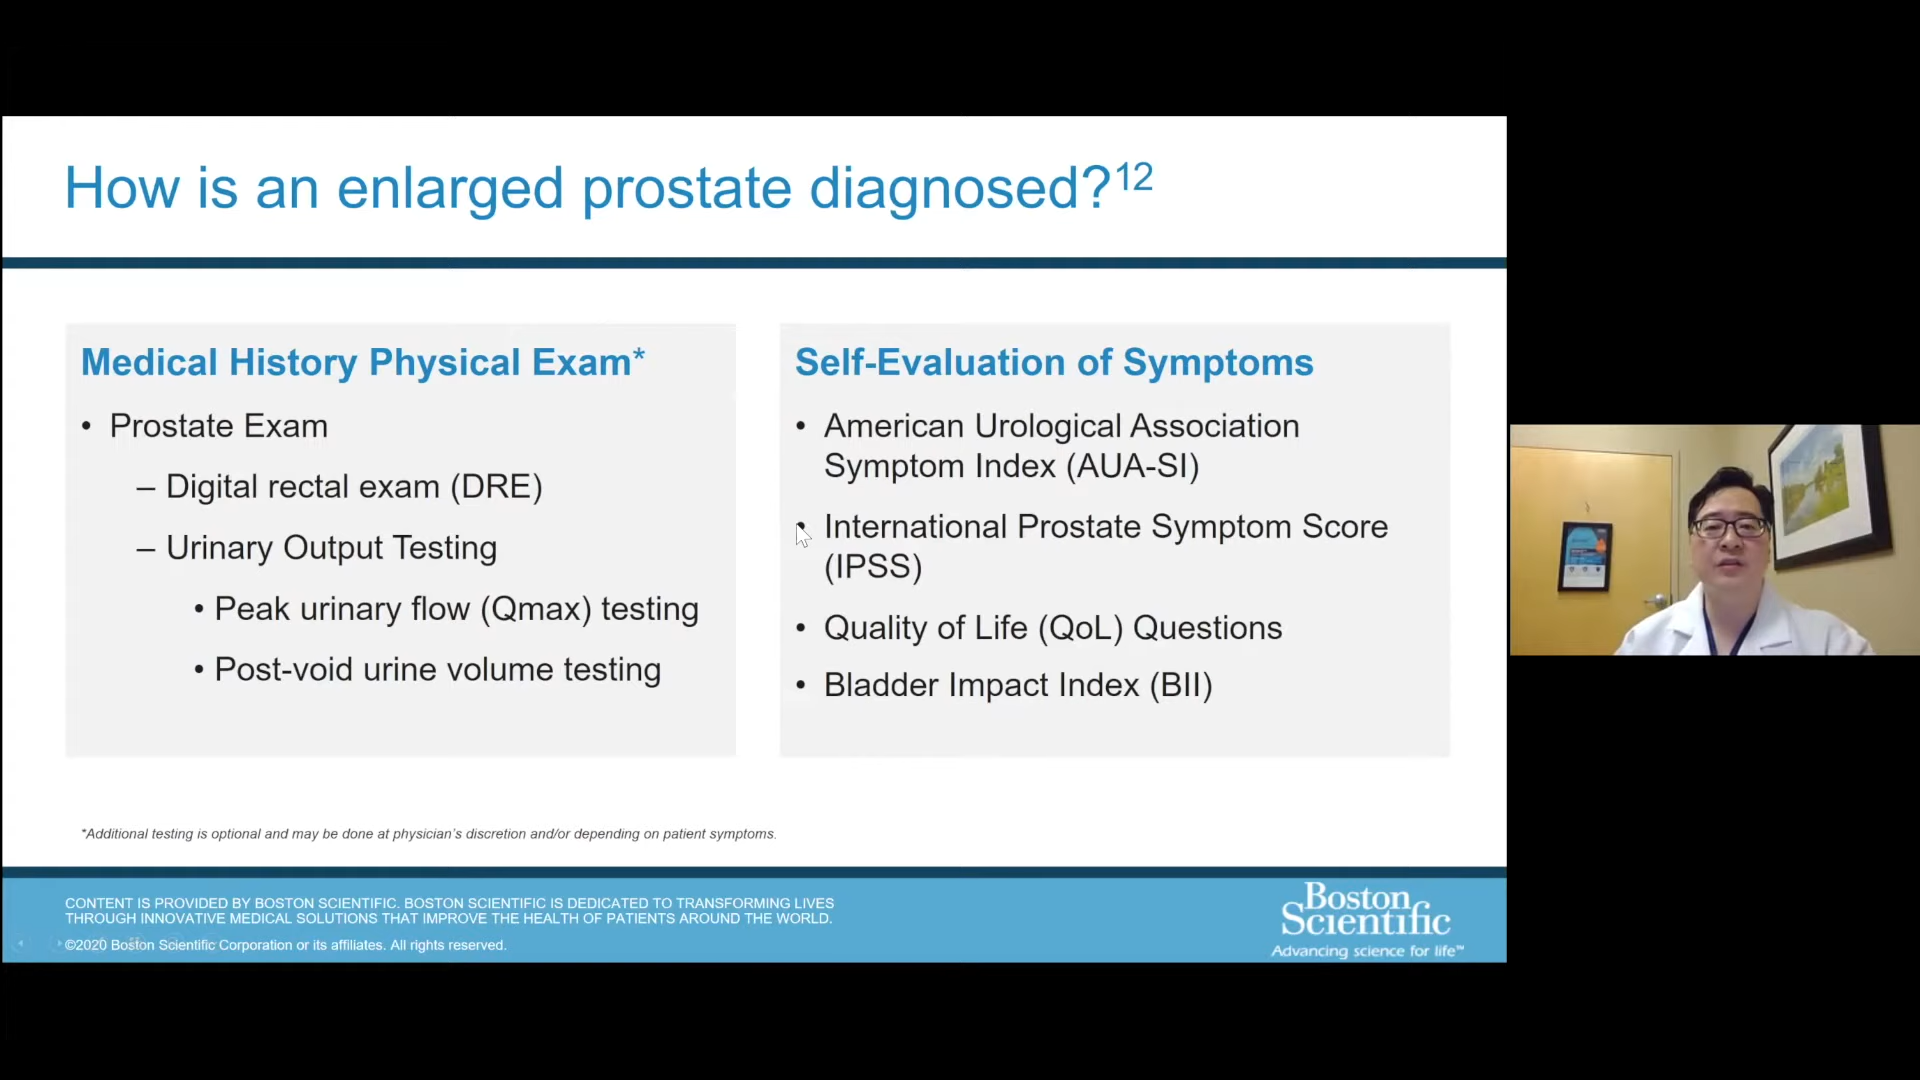 How is an enlarged prostate diagnosed?12
Medical History Physical Exam*
• Prostate Exam
– Digital rectal exam (DRE)
– Urinary Output Testing
• Peak urinary flow (Qmax) testing
• Post-void urine volume testing
Self-Evaluation of Symptoms
• American Urological Association
Symptom Index (AUA-SI)
• International Prostate Symptom Score
(IPSS)
• Quality of Life (QoL) Questions
• Bladder Impact Index (BII)
*Additional testing is optional and may be done at physician's discretion and/or depending on patient symptoms.
CONTENT IS PROVIDED BY BOSTON SCIENTIFIC. BOSTON SCIENTIFIC IS DEDICATED TO TRANSFORMING LIVES
THROUGH INNOVATIVE MEDICAL SOLUTIONS THAT IMPROVE THE HEALTH OF PATIENTS AROUND THE WORLD.
©2020 Boston Scientific Corporation or its affiliates. All rights reserved.
Boston
Scientific
Advancing science for life™